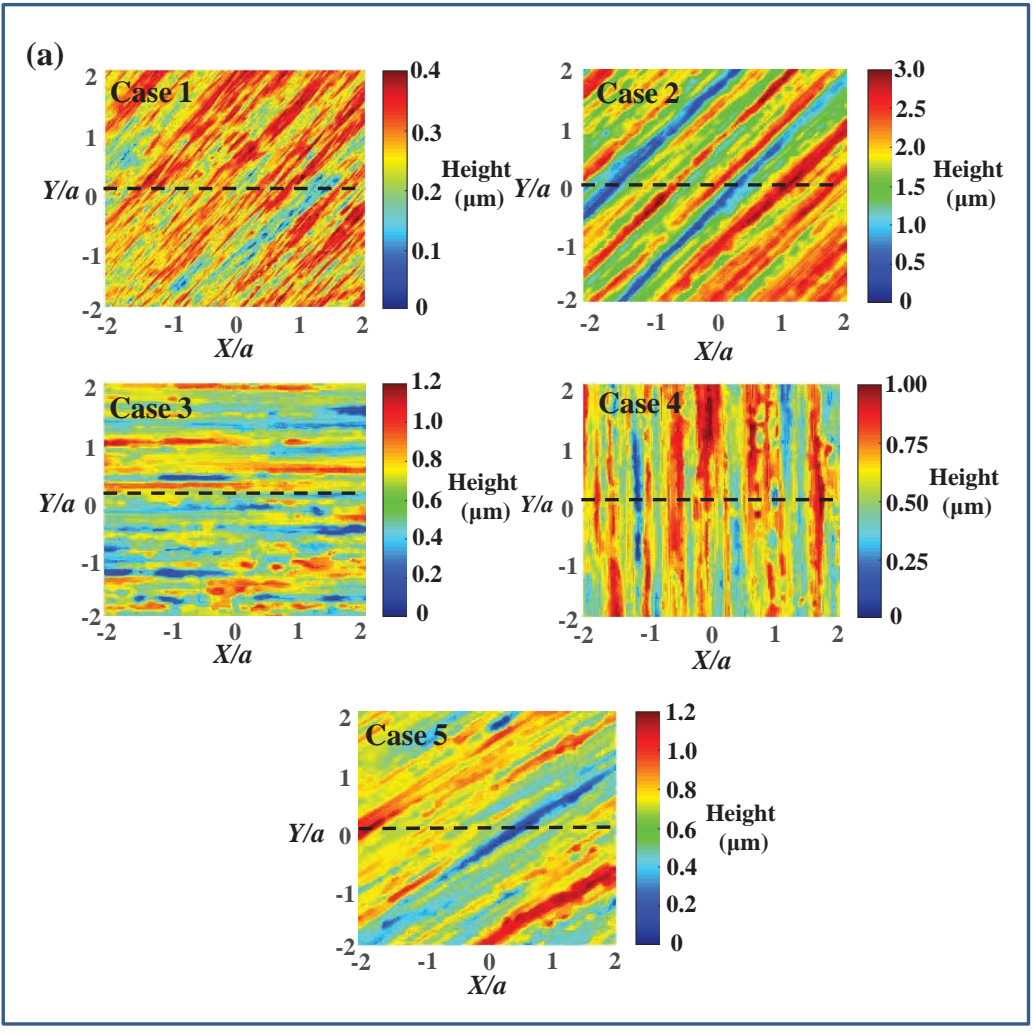 (a)
Case 1
2
1
0
-1
-2
Y/a
-2 -1 0 1 2
X/a
0.4
0.3
0.2
0.1
0
Height
(μm)
Case 2
2
1
0
-1
-2
Y/a
-2 -1 0 1 2
X/a
3.0
2.5
2.0
1.5
1.0
0.5
0
Height
(μm)
Case 3
2
1
0
-1
-2
Y/a
-2 -1 0 1 2
X/a
1.2
1.0
0.8
0.6
0.4
0.2
0
Height
(μm)
Case 4
2
1
0
-1
-2
Y/a
-2 -1 0 1 2
X/a
1.00
0.75
0.50
0.25
0
Height
(μm)
Case 5
2
1
0
-1
-2
Y/a
-2 -1 0 1 2
X/a
1.2
1.0
0.8
0.6
0.4
0.2
0
Height
(μm)